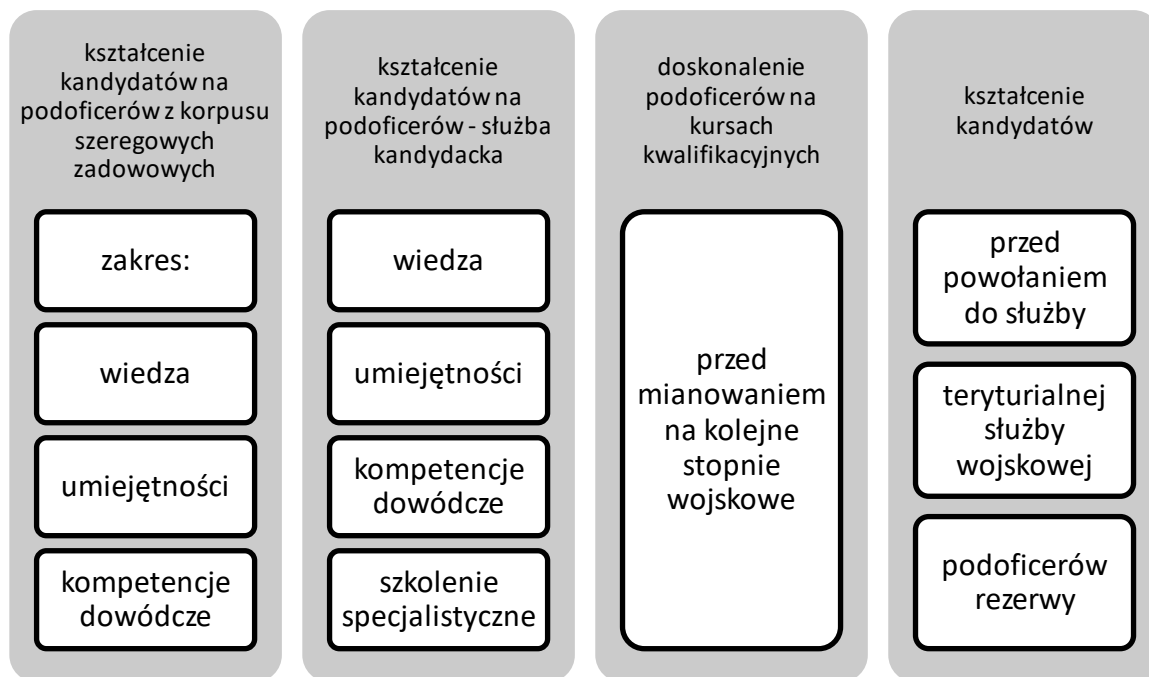 kształcenie
kandydatów na
podoficerów z korpusu
szeregowych
zadowowych
zakres:
wiedza
umiejętności
kompetencje
dowódcze
kształcenie
kandydatów na
podoficerów - służba
kandydacka
wiedza
umiejętności
kompetencje
dowódcze
szkolenie
specjalistyczne
doskonalenie
podoficerów na
kursach
kwalifikacyjnych
przed
mianowaniem
na kolejne
stopnie
wojskowe
kształcenie
kandydatów
przed
powołaniem
do służby
teryturialnej
służby
wojskowej
podoficerów
rezerwy